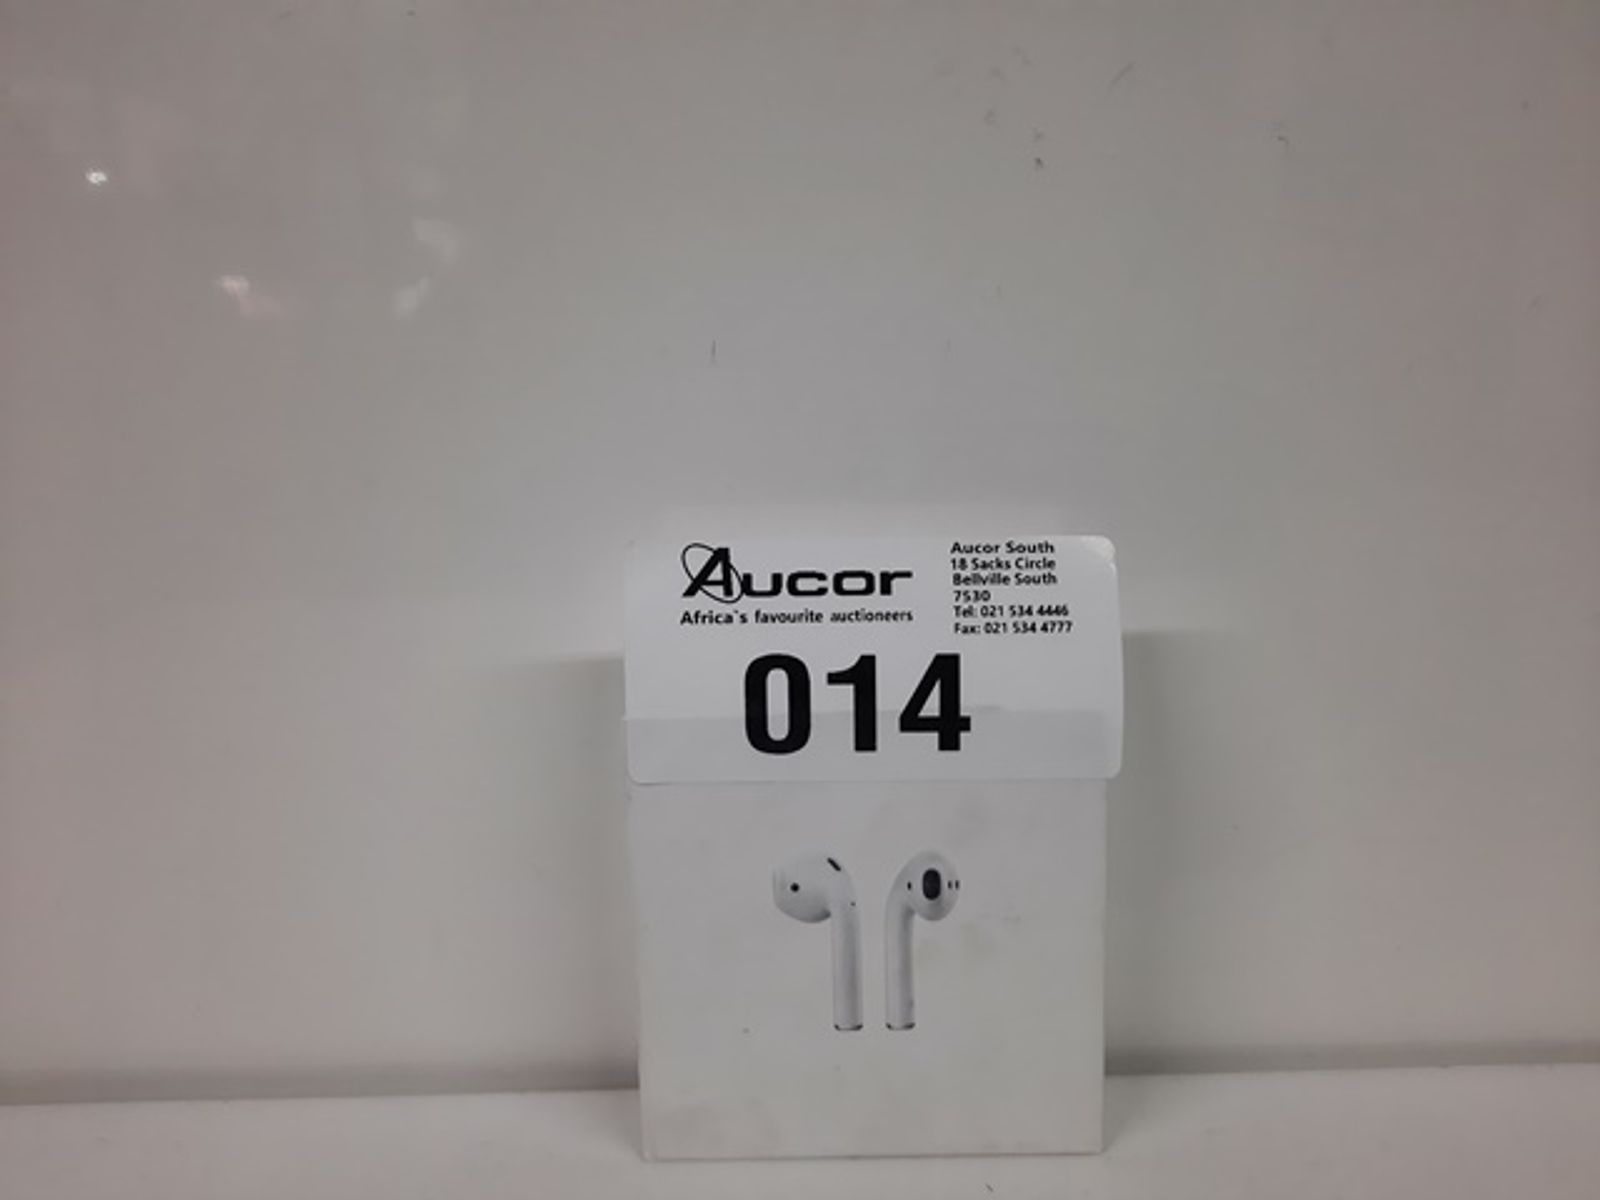 Aucor
Africa`s favourite auctioneers
Aucor South
18 Sacks Circle
Bellville South
7530
Tel: 021 534 4446
Fax: 021 534 4777
014